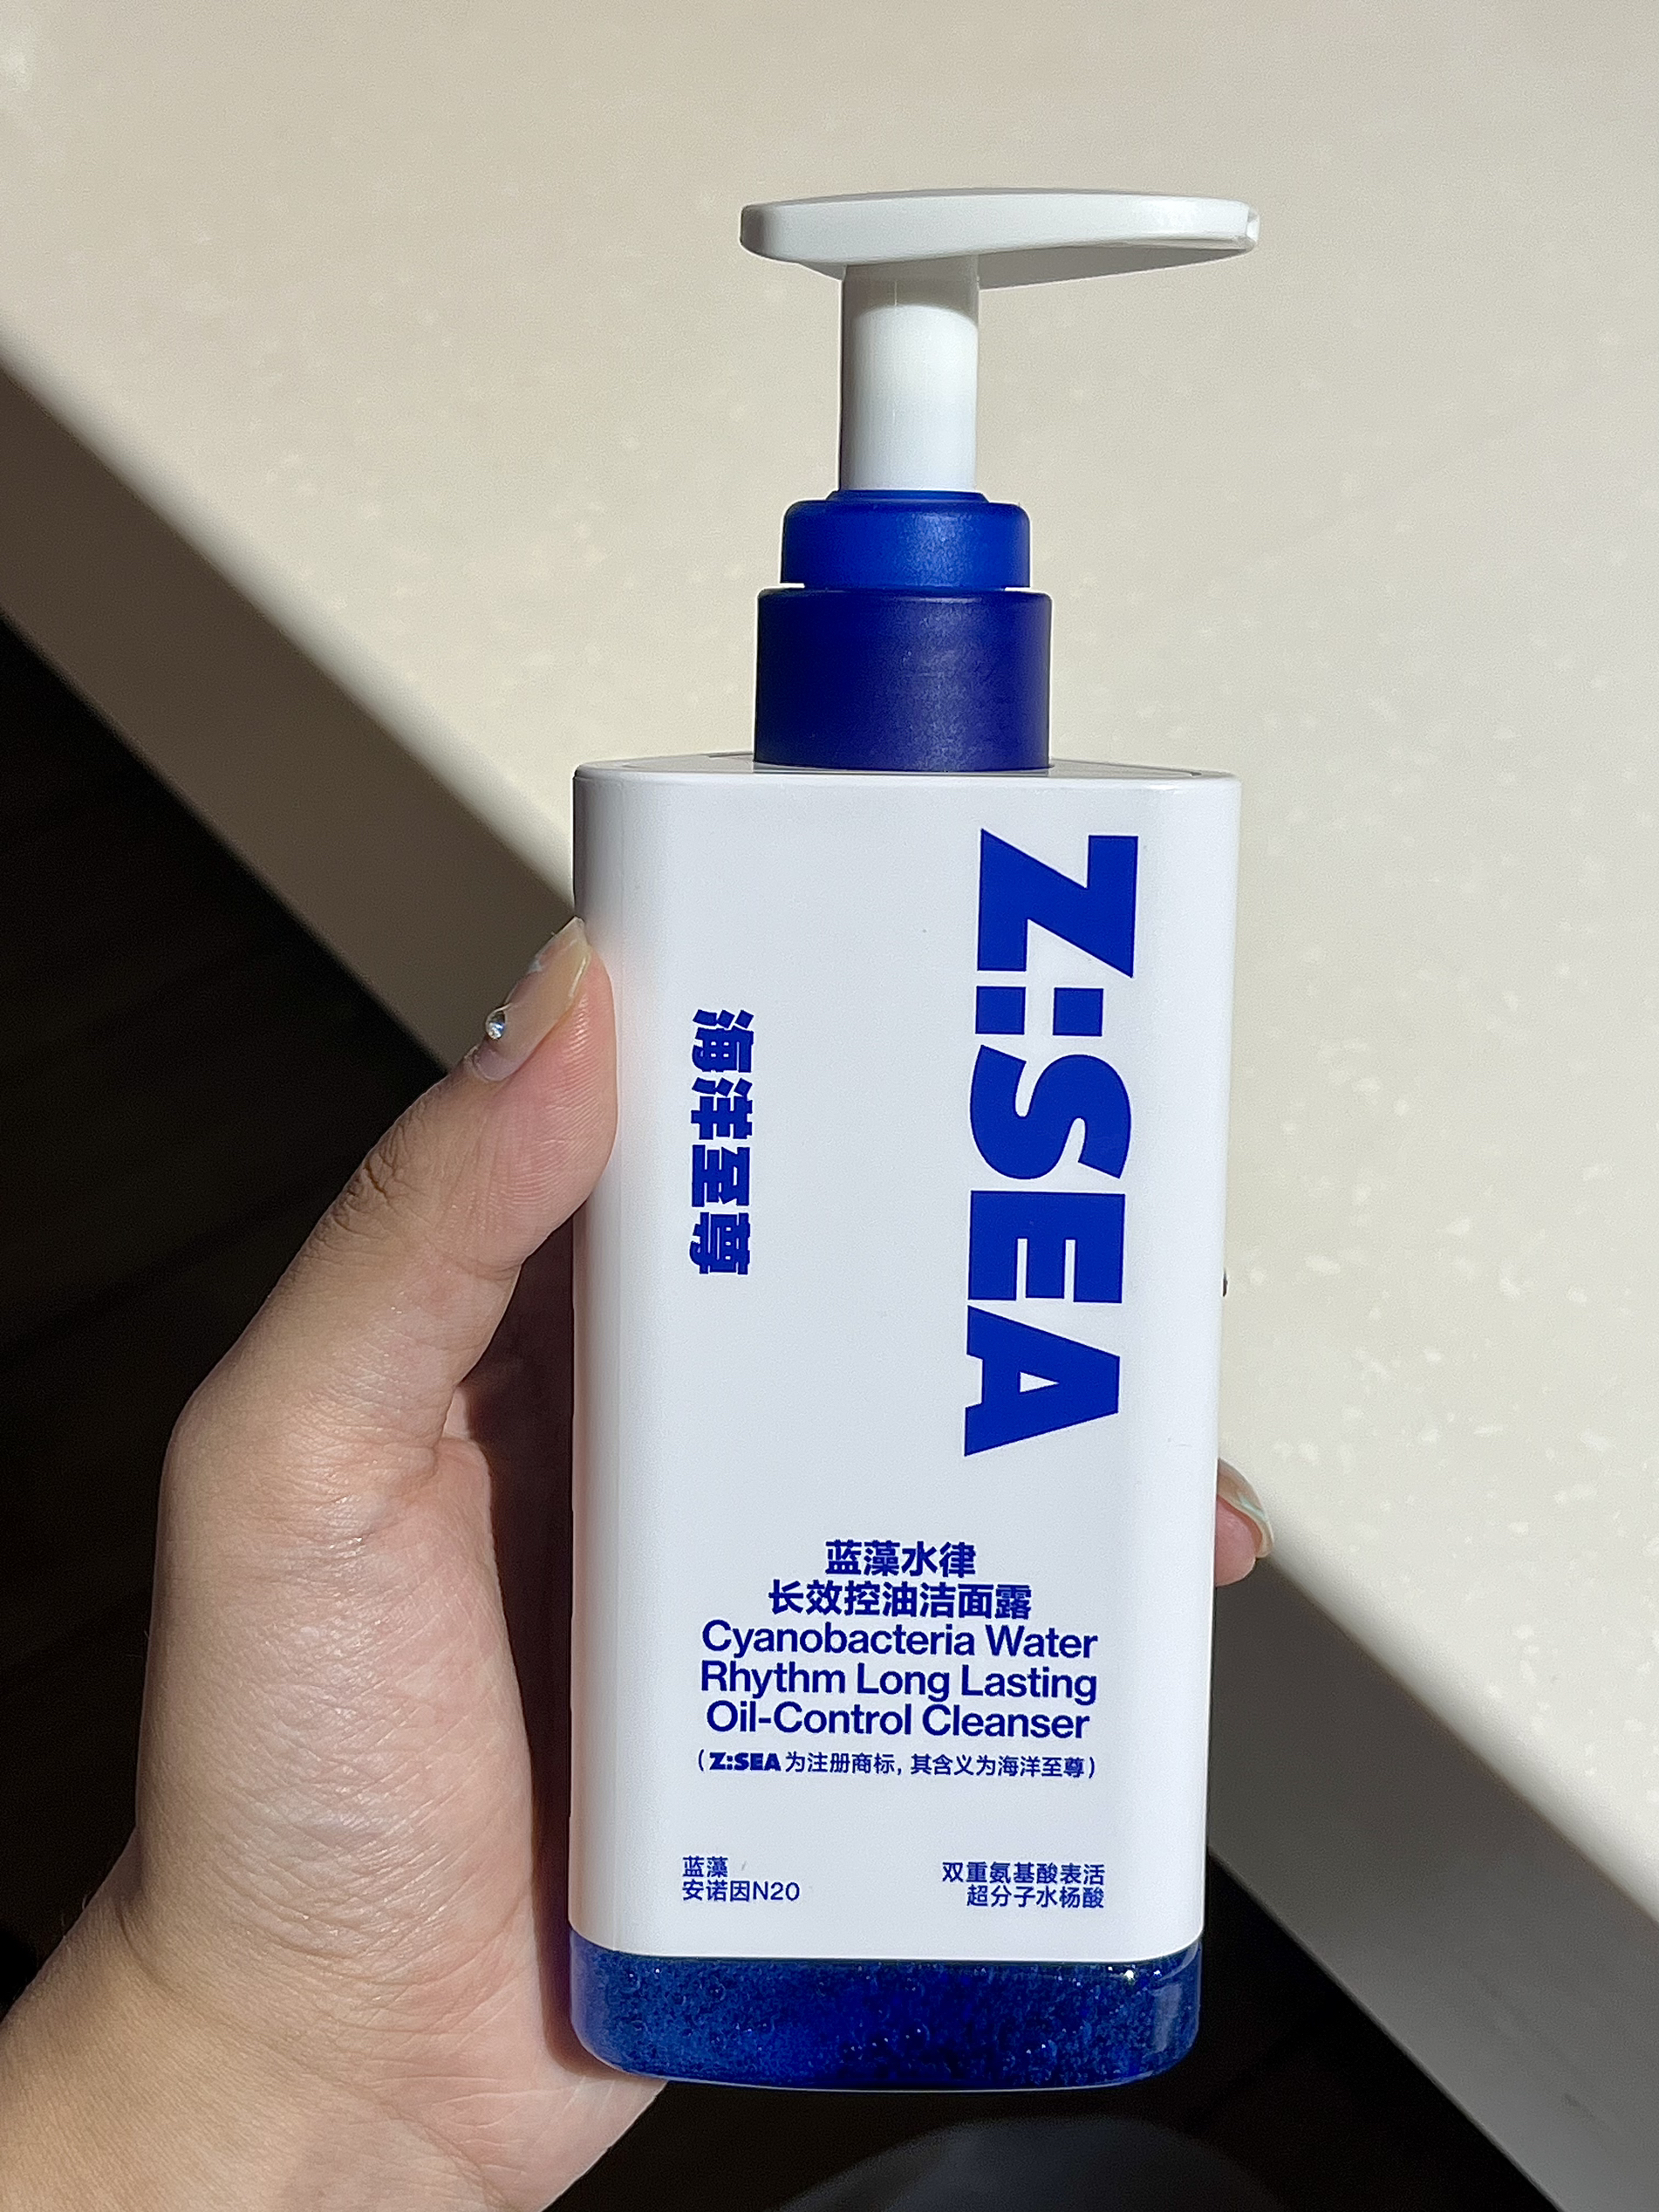 Z:SEA
海洋至尊
蓝藻水律
长效控油洁面露
Cyanobacteria Water
Rhythm Long Lasting
Oil-Control Cleanser
(Z:SEA为注册商标,其含义为海洋至尊)
蓝藻
安诺因N20
双重氨基酸表活
超分子水杨酸